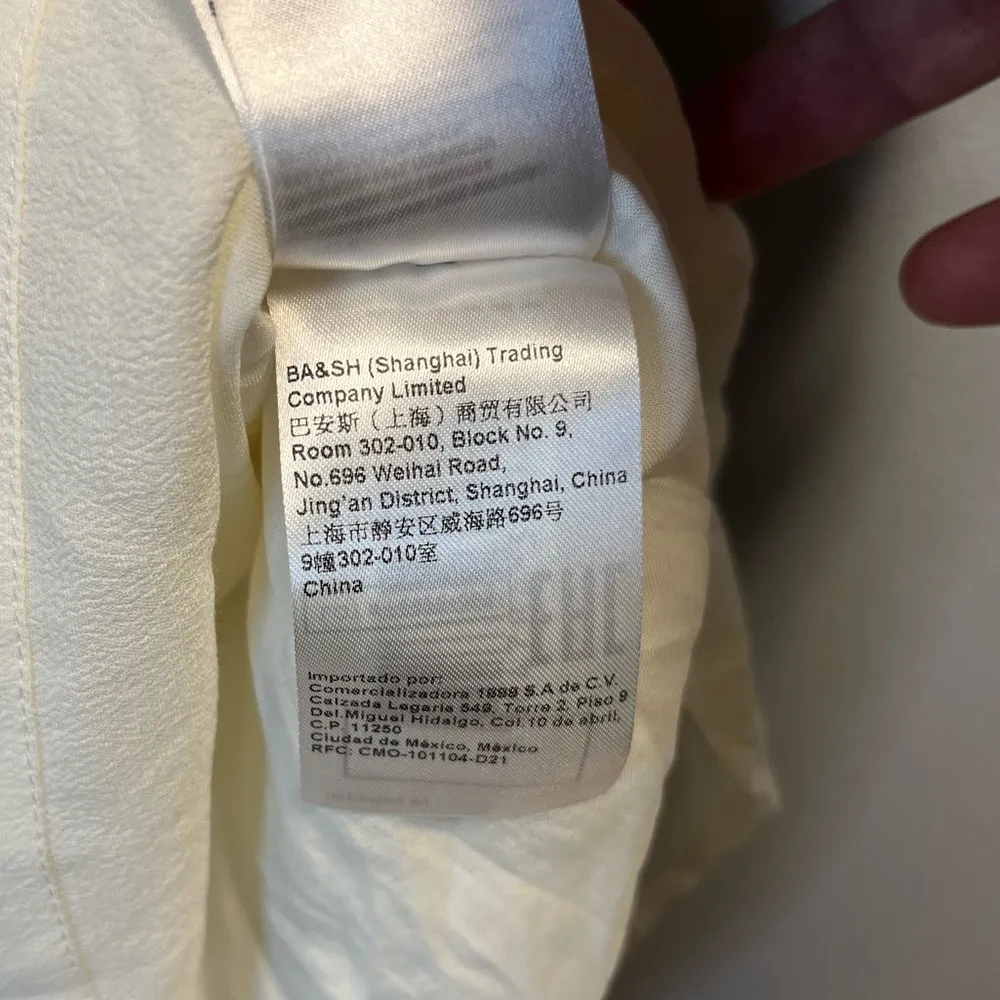 BA&SH (Shanghai) Trading
Company Limited
巴安斯（上海）商贸有限公司
Room 302-010, Block No. 9,
No.696 Weihai Road,
Jing'an District, Shanghai, China
上海市静安区威海路696号
9幢302-010室
China
Importado por:
Comercializadora 1888 S.A de C.V.
Calzada Legaria 549, Torre 2, Piso 9
Del.Miguel Hidalgo, Col 10 de abril,
C.P. 11250
Ciudad de México, México
RFC: CMO-101104-D21